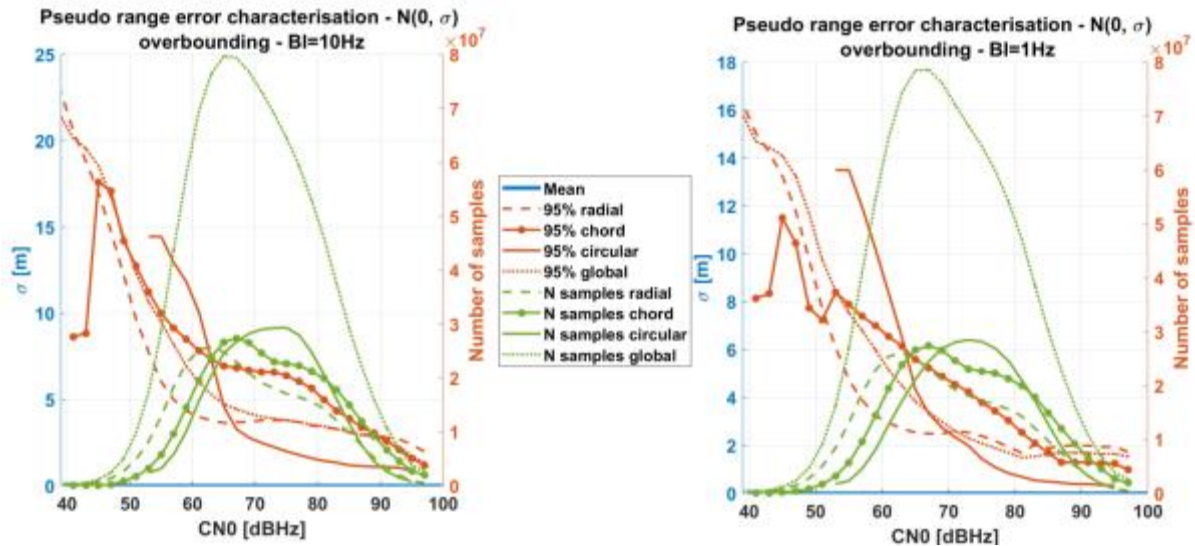 Pseudo range error characterisation - N(0, σ)
overbounding - Bl=10Hz
×10⁷
25
20
15
10
5
0
σ [m]
8
7
6
5
4
3
2
1
0
Number of samples
40 50 60 70 80 90 100
CN0 [dBHz]
Mean
95% radial
95% chord
95% circular
95% global
N samples radial
N samples chord
N samples circular
N samples global
Pseudo range error characterisation - N(0, σ)
overbounding - Bl=1Hz
×10⁷
18
16
14
12
10
8
6
4
2
0
σ [m]
8
7
6
5
4
3
2
1
0
Number of samples
40 50 60 70 80 90 100
CN0 [dBHz]